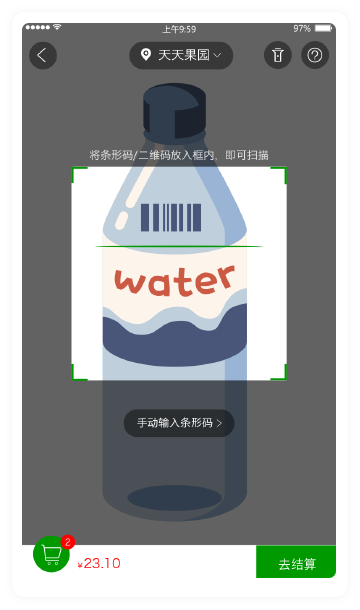 上午9:59
97%
天天果园
将条形码/二维码放入框内，即可扫描
water
手动输入条形码
2
¥23.10
去结算